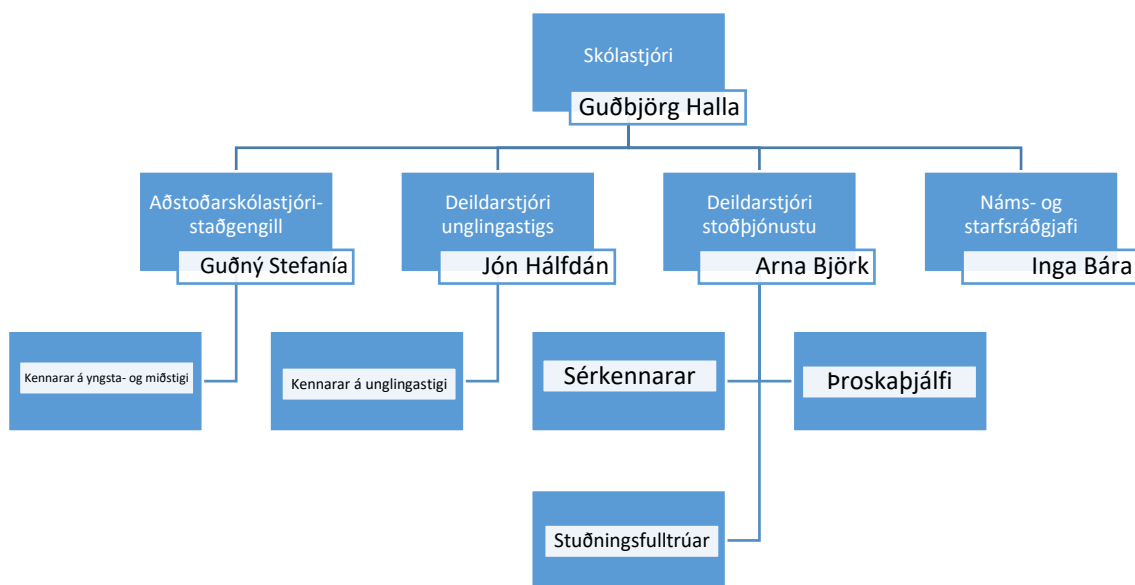 Skólastjóri
Guðbjörg Halla
Aðstoðarskólastjóri-
staðgengill
Guðný Stefanía
Deildarstjóri
unglingastigs
Jón Hálfdán
Deildarstjóri
stoðþjónustu
Arna Björk
Náms- og
starfsráðgjafi
Inga Bára
Kennarar á yngsta- og miðstigi
Kennarar á unglingastigi
Sérkennarar
Þroskaþjálfi
Stuðningsfulltrúar